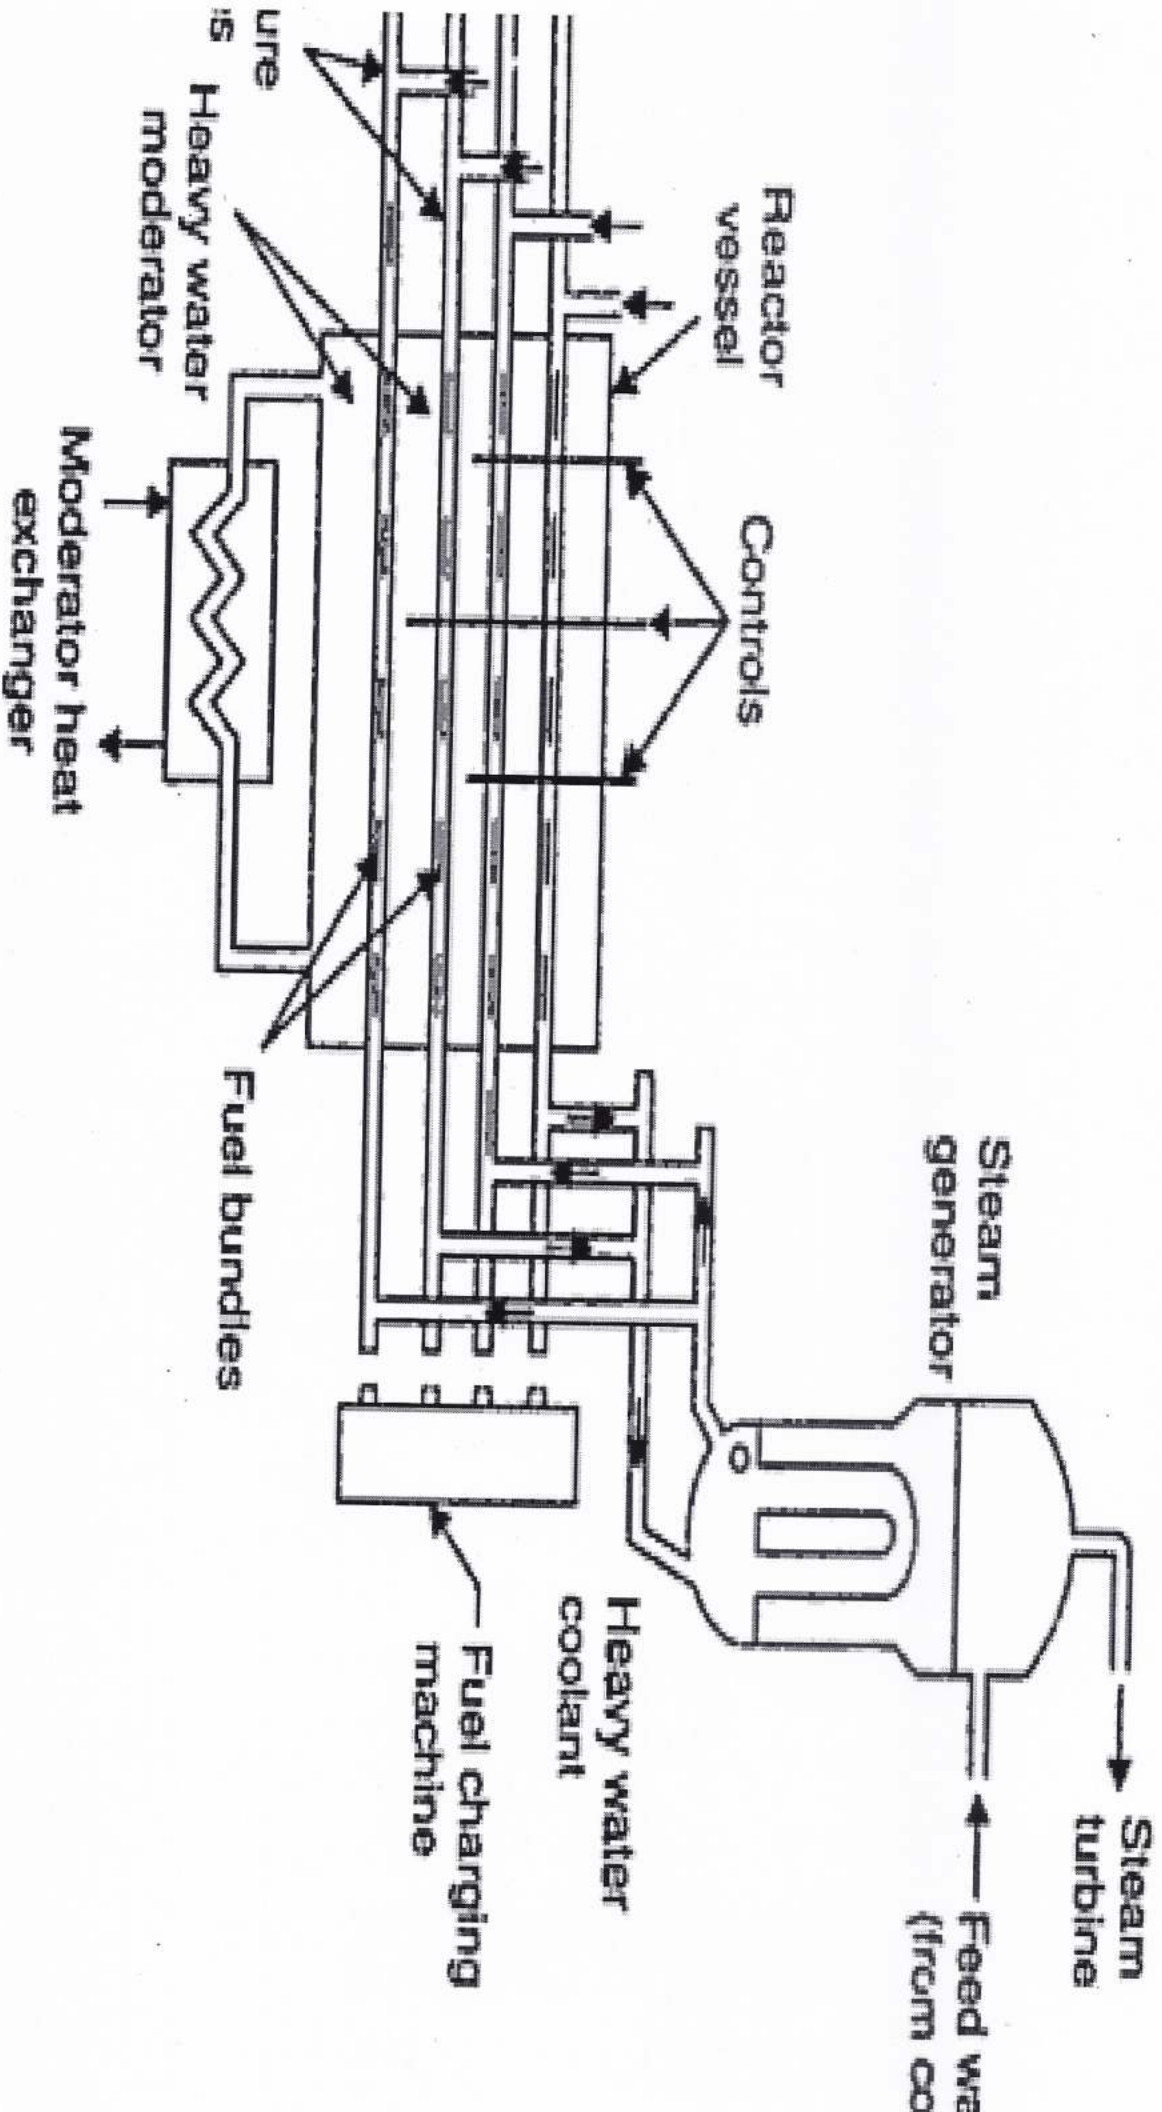 Steam
turbine
Feed wa
(from co
Steam
generator
Reactor
vessel
Controls
Heavy water
coolant
Fuel charging
machine
ure
s
Heavy water
moderator
Fuel bundles
Moderator heat
exchanger